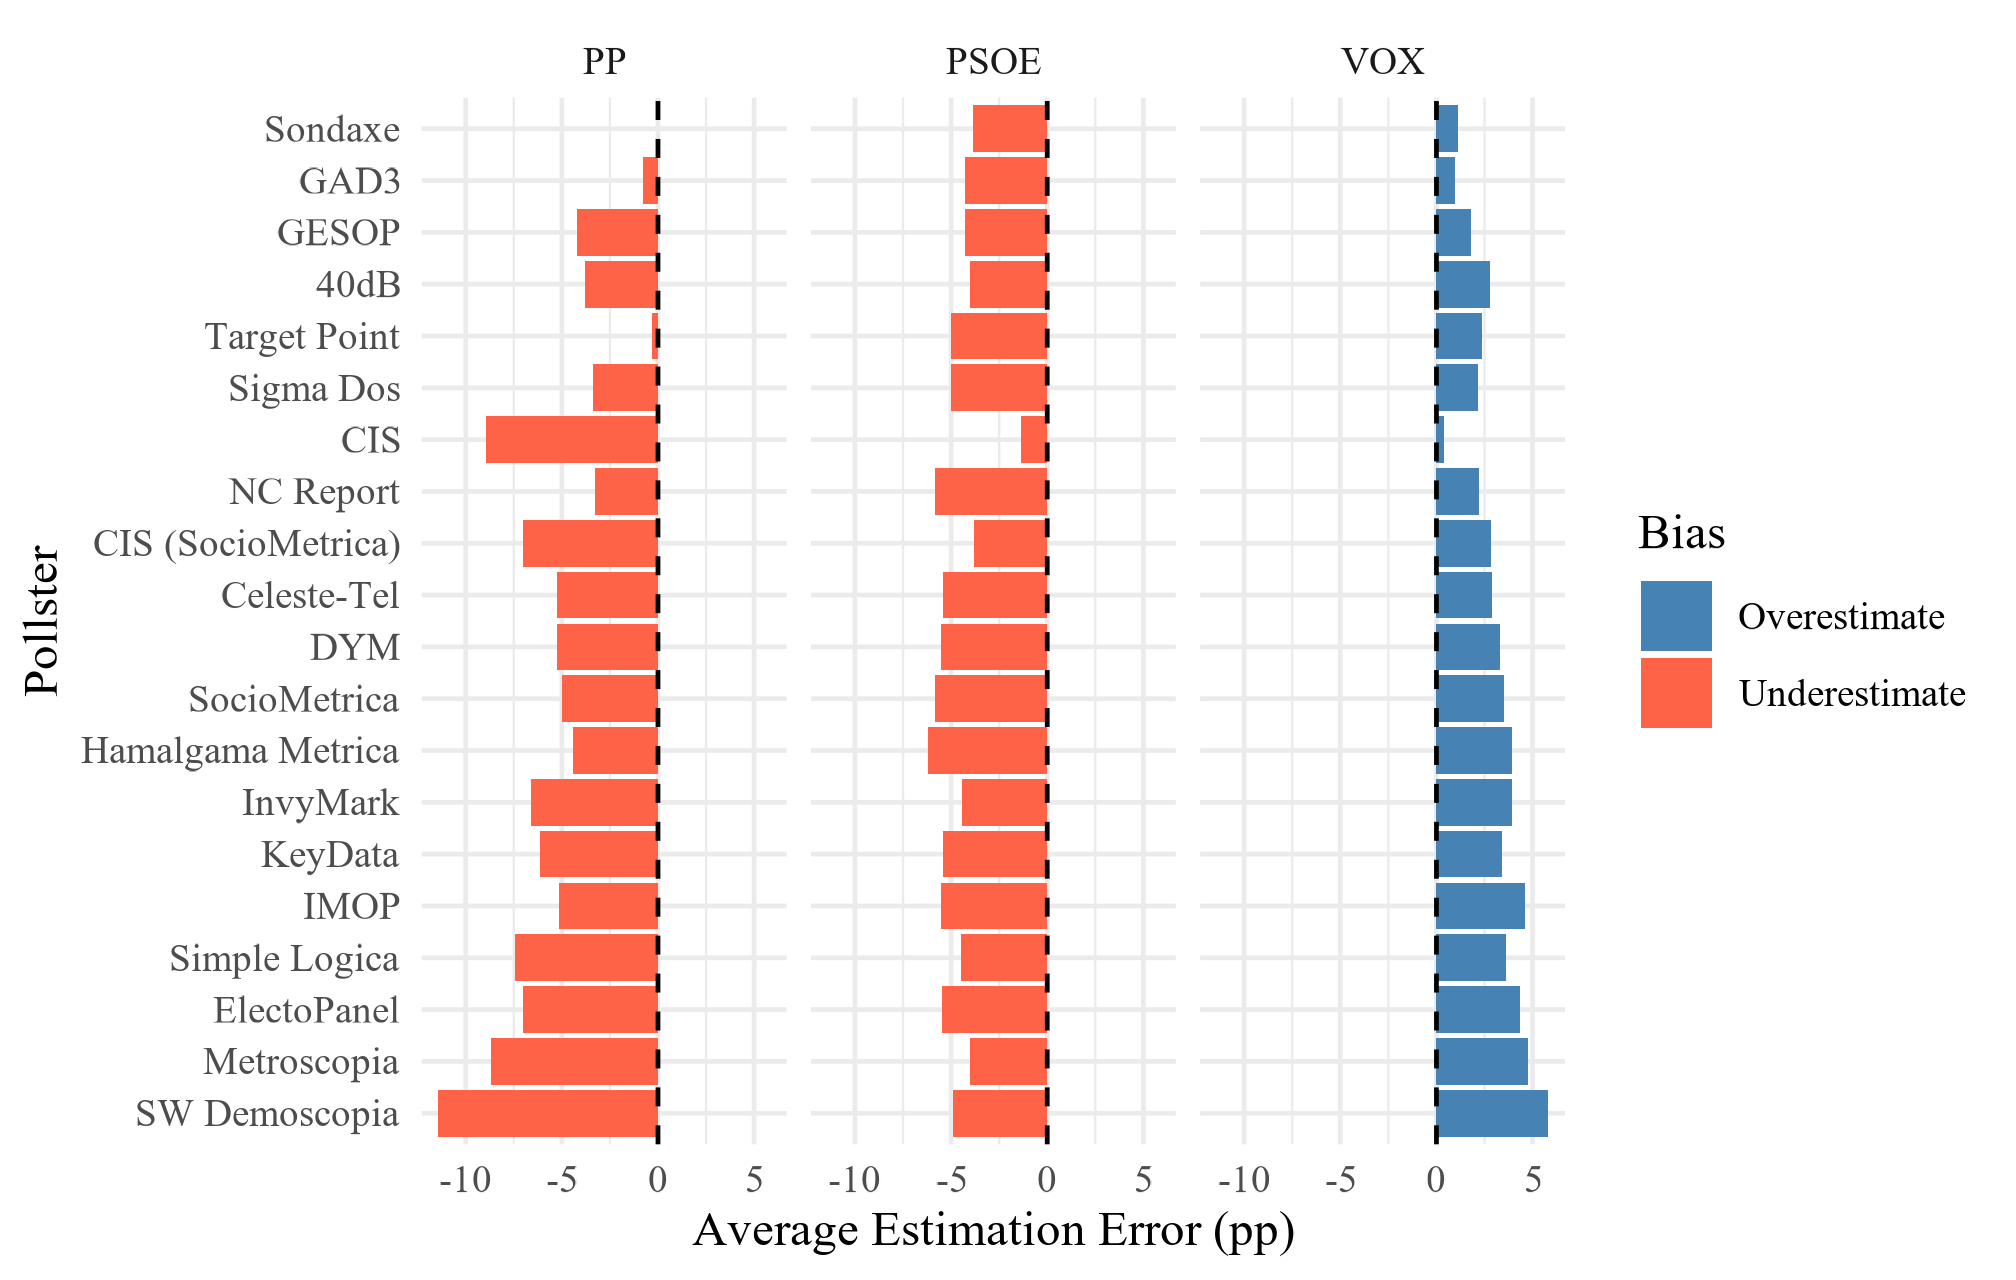 PP PSOE VOX
Sondaxe
GAD3
GESOP
40dB
Target Point
Sigma Dos
CIS
NC Report
CIS (SocioMetrica)
Celeste-Tel
DYM
SocioMetrica
Hamalgama Metrica
InvyMark
KeyData
IMOP
Simple Logica
ElectoPanel
Metroscopia
SW Demoscopia
Pollster
-10 -5 0 5 -10 -5 0 5 -10 -5 0 5
Average Estimation Error (pp)
Bias
Overestimate
Underestimate